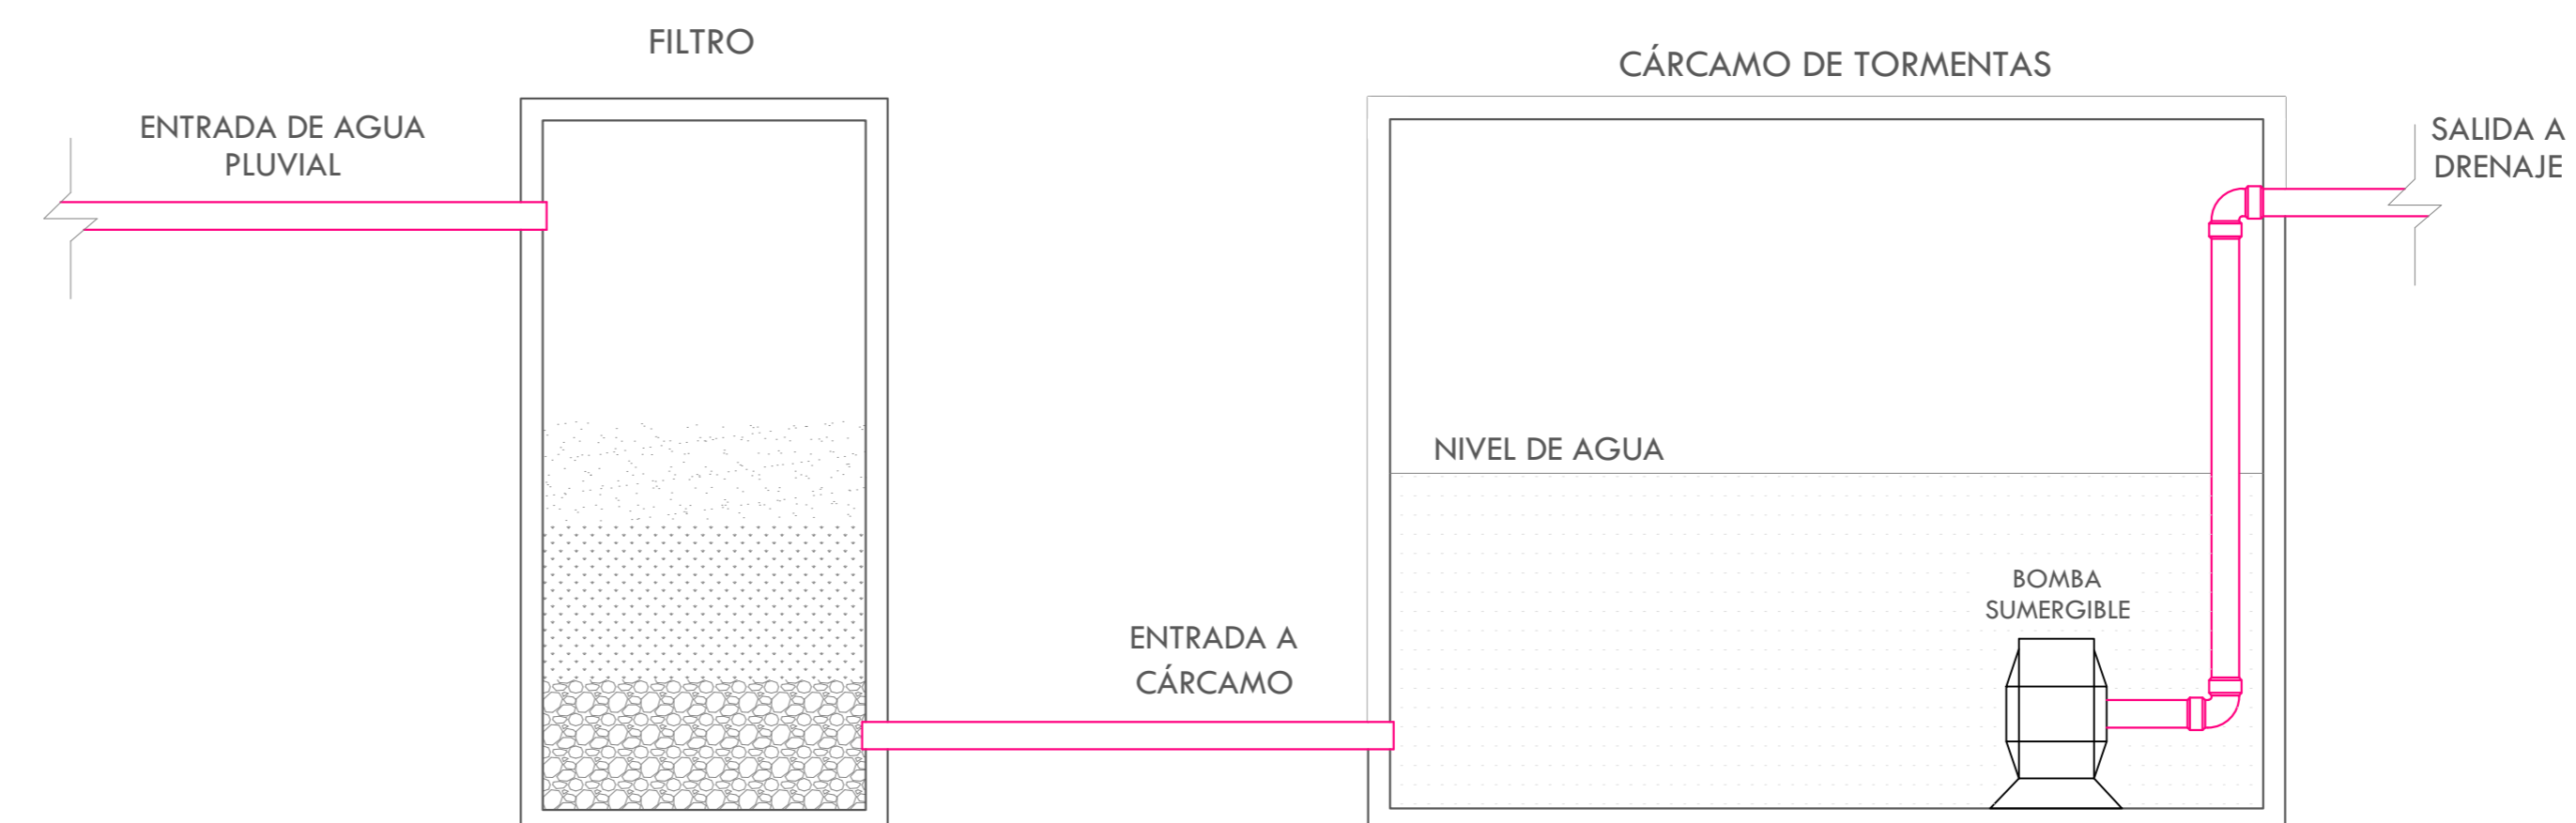 FILTRO
CÁRCAMO DE TORMENTAS
ENTRADA DE AGUA
PLUVIAL
SALIDA A
DRENAJE
NIVEL DE AGUA
BOMBA
SUMERGIBLE
ENTRADA A
CÁRCAMO